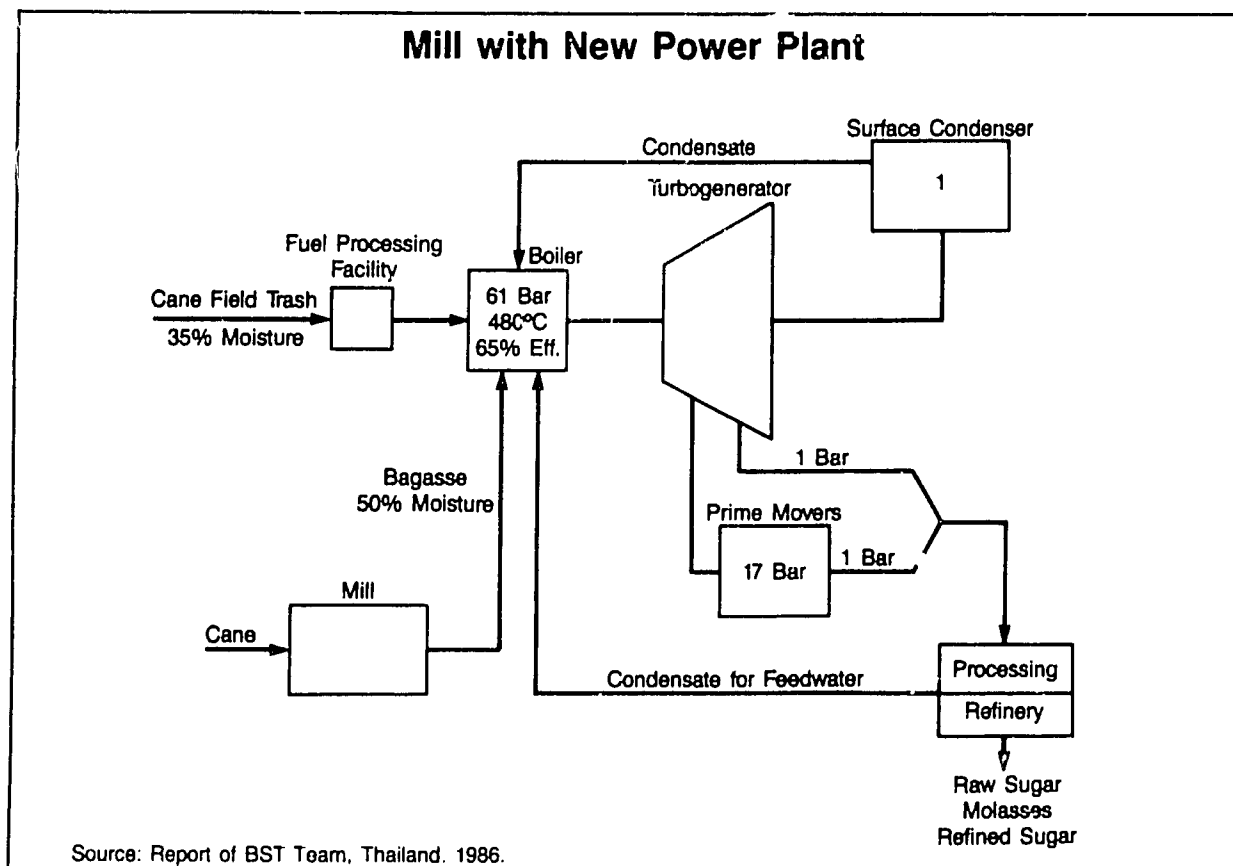 Mill with New Power Plant
Surface Condenser
1
Condensate
Turbogenerator
Fuel Processing
Facility
Boiler
61 Bar
480°C
65% Eff.
Cane Field Trash
35% Moisture
1 Bar
Bagasse
50% Moisture
Prime Movers
17 Bar
1 Bar
Mill
Cane
Condensate for Feedwater
Processing
Refinery
Raw Sugar
Molasses
Refined Sugar
Source: Report of BST Team, Thailand. 1986.